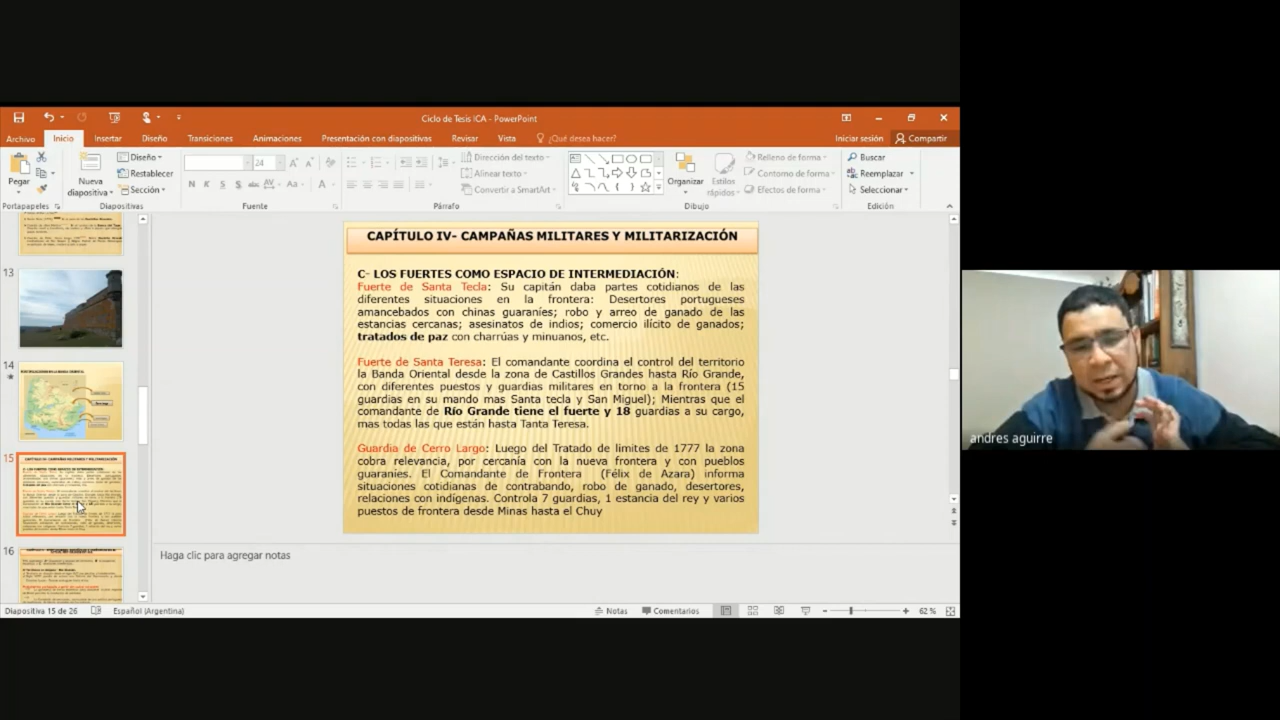 Ciclo de Tesis ICA - PowerPoint
Archivo Inicio Insertar Diseño Transiciones Animaciones Presentación con diapositivas Revisar Vista ¿Qué desea hacer? Iniciar sesión Compartir
Pegar
Nueva diapositiva
Diseño
Restablecer
Sección
24
N K S S abc AV Aa A
Dirección del texto
Alinear texto
Convertir a SmartArt
Organizar
Estilos rápidos
Relleno de forma
Contorno de forma
Efectos de forma
Buscar
Reemplazar
Seleccionar
Portapapeles Diapositivas Fuente Párrafo Dibujo Edición
13
14
15
16
CAPÍTULO IV- CAMPAÑAS MILITARES Y MILITARIZACIÓN
C- LOS FUERTES COMO ESPACIO DE INTERMEDIACIÓN:
Fuerte de Santa Tecla: Su capitán daba partes cotidianos de las
diferentes situaciones en la frontera: Desertores portugueses
amancebados con chinas guaraníes; robo y arreo de ganado de las
estancias cercanas; asesinatos de indios; comercio ilícito de ganados;
tratados de paz con charrúas y minuanos, etc.
Fuerte de Santa Teresa: El comandante coordina el control del territorio
la Banda Oriental desde la zona de Castillos Grandes hasta Río Grande,
con diferentes puestos y guardias militares en torno a la frontera (15
guardias en su mando mas Santa tecla y San Miguel); Mientras que el
comandante de Río Grande tiene el fuerte y 18 guardias a su cargo,
mas todas las que están hasta Tanta Teresa.
Guardia de Cerro Largo: Luego del Tratado de limites de 1777 la zona
cobra relevancia, por cercanía con la nueva frontera y con pueblos
guaraníes. El Comandante de Frontera (Félix de Azara) informa
situaciones cotidianas de contrabando, robo de ganado, desertores,
relaciones con indígenas. Controla 7 guardias, 1 estancia del rey y varios
puestos de frontera desde Minas hasta el Chuy
Haga clic para agregar notas
Diapositiva 15 de 26 Español (Argentina) Notas Comentarios 62 %
andres aguirre